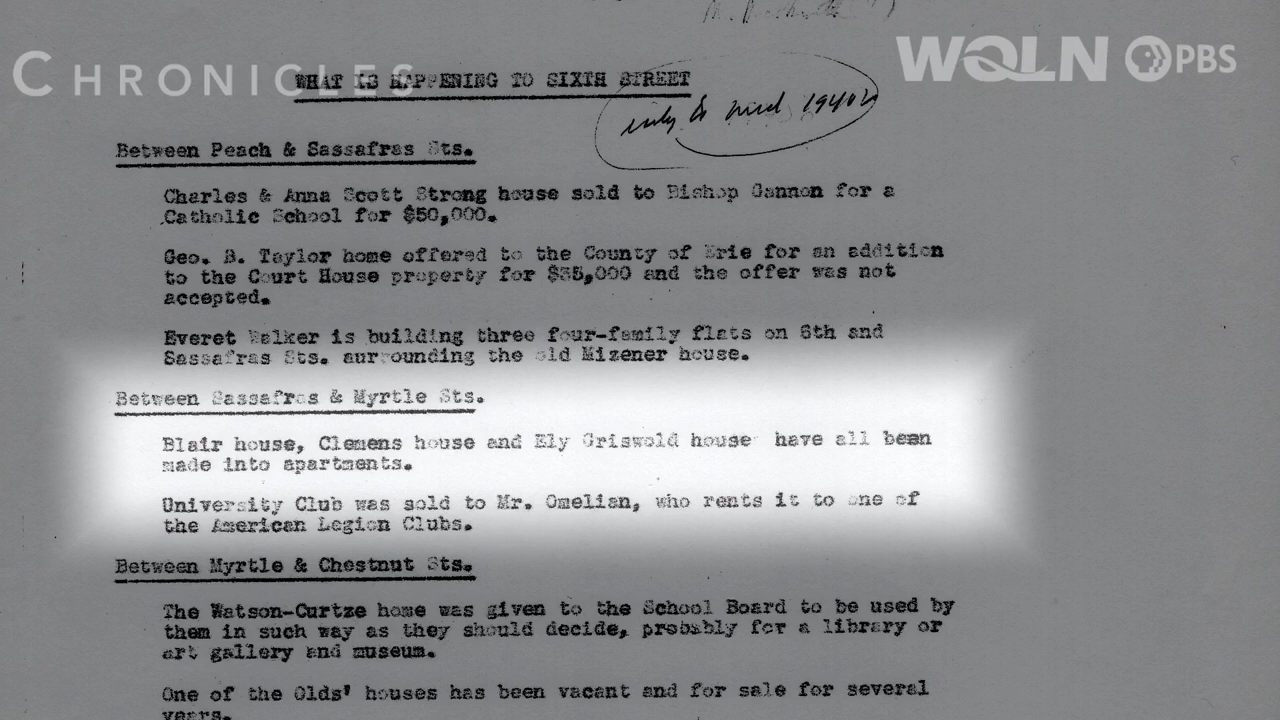 CHRONICLES
WQLN PBS
WHAT IS HAPPENING TO SIXTH STREET
mid 1940s
Between Peach & Sassafras Sts.
Charles & Anna Scott Strong house sold to Bishop Gannon for a
Catholic School for $50,000.
Geo. B. Taylor home offered to the County of Erie for an addition
to the Court House property for $35,000 and the offer was not
accepted.
Everet Walker is building three four-family flats on 6th and
Sassafras Sts. surrounding the old Mizener house.
Between Sassafras & Myrtle Sts.
Blair house, Clemens house and Ely Griswold house have all been
made into apartments.
University Club was sold to Mr. Omelian, who rents it to one of
the American Legion Clubs.
Between Myrtle & Chestnut Sts.
The Watson-Curtze home was given to the School Board to be used by
them in such way as they should decide, probably for a library or
art gallery and museum.
One of the Olds' houses has been vacant and for sale for several
years.